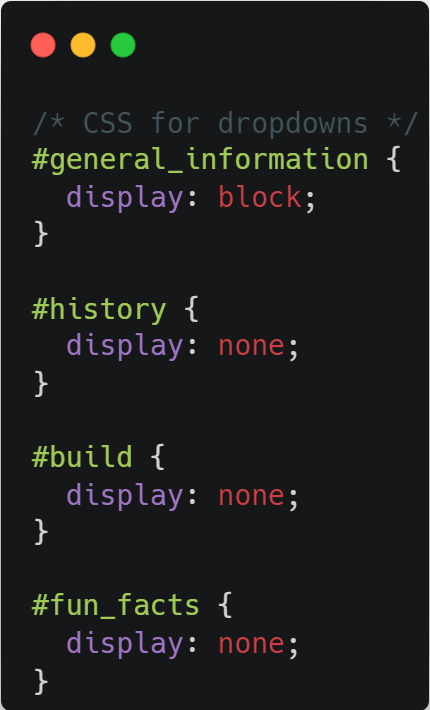 /* CSS for dropdowns */
#general_information {
  display: block;
}

#history {
  display: none;
}

#build {
  display: none;
}

#fun_facts {
  display: none;
}